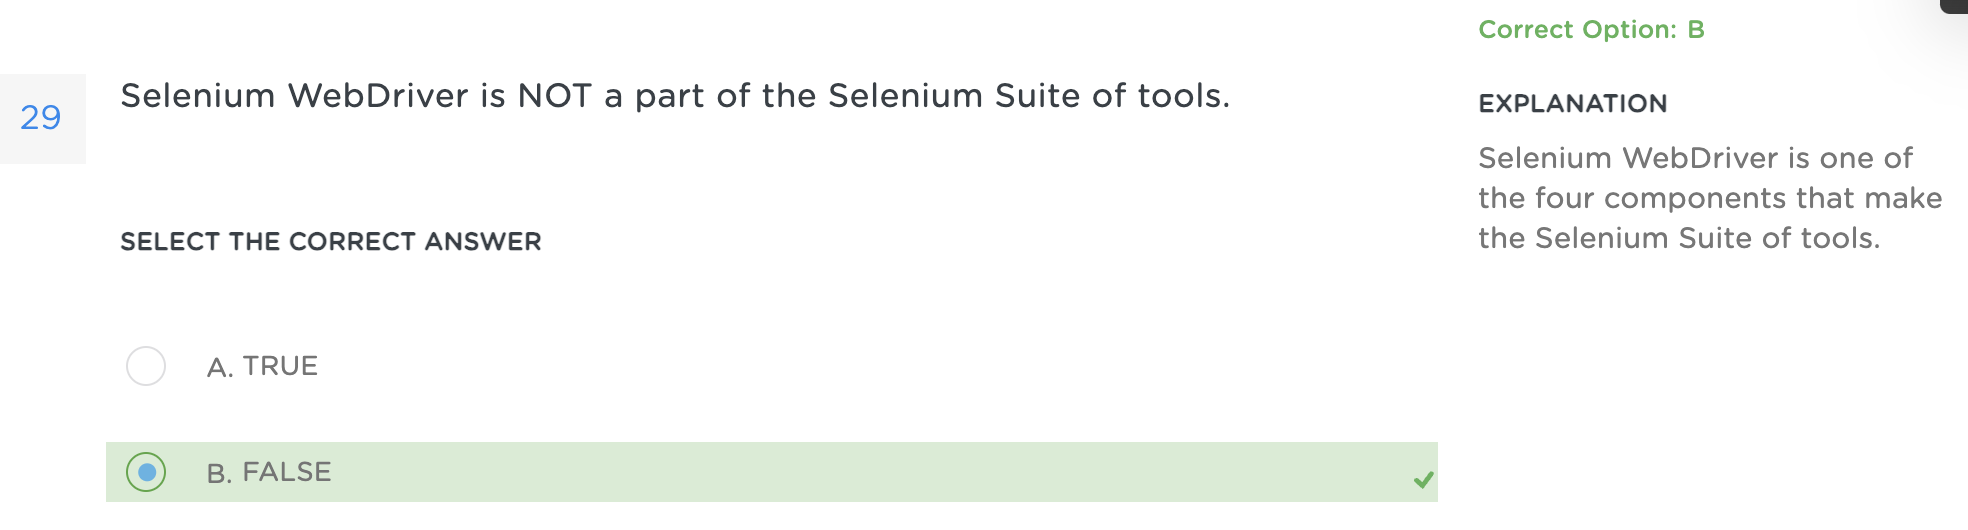 29
Selenium WebDriver is NOT a part of the Selenium Suite of tools.
SELECT THE CORRECT ANSWER
A. TRUE
B. FALSE
Correct Option: B
EXPLANATION
Selenium WebDriver is one of
the four components that make
the Selenium Suite of tools.